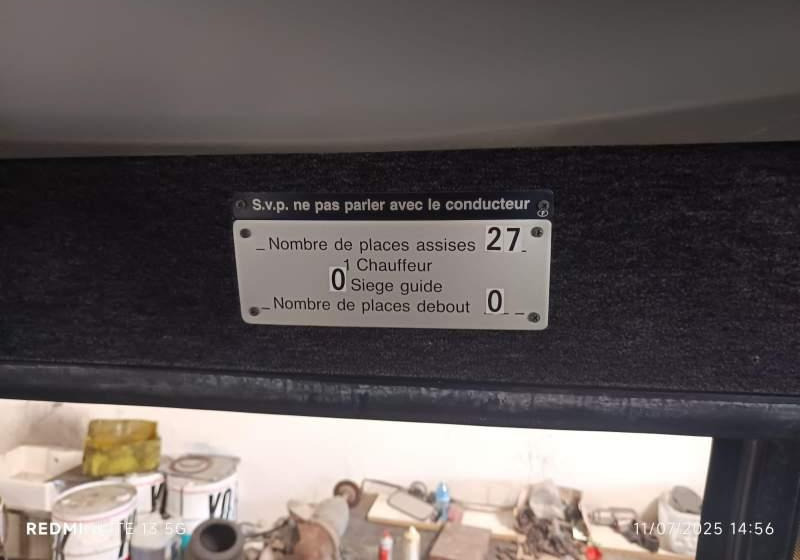 S.v.p. ne pas parler avec le conducteur
_ Nombre de places assises 27 _
1 Chauffeur
0 Siege guide
_ Nombre de places debout 0 _ _
REDMI NOTE 13 5G
11/07/2025 14:56